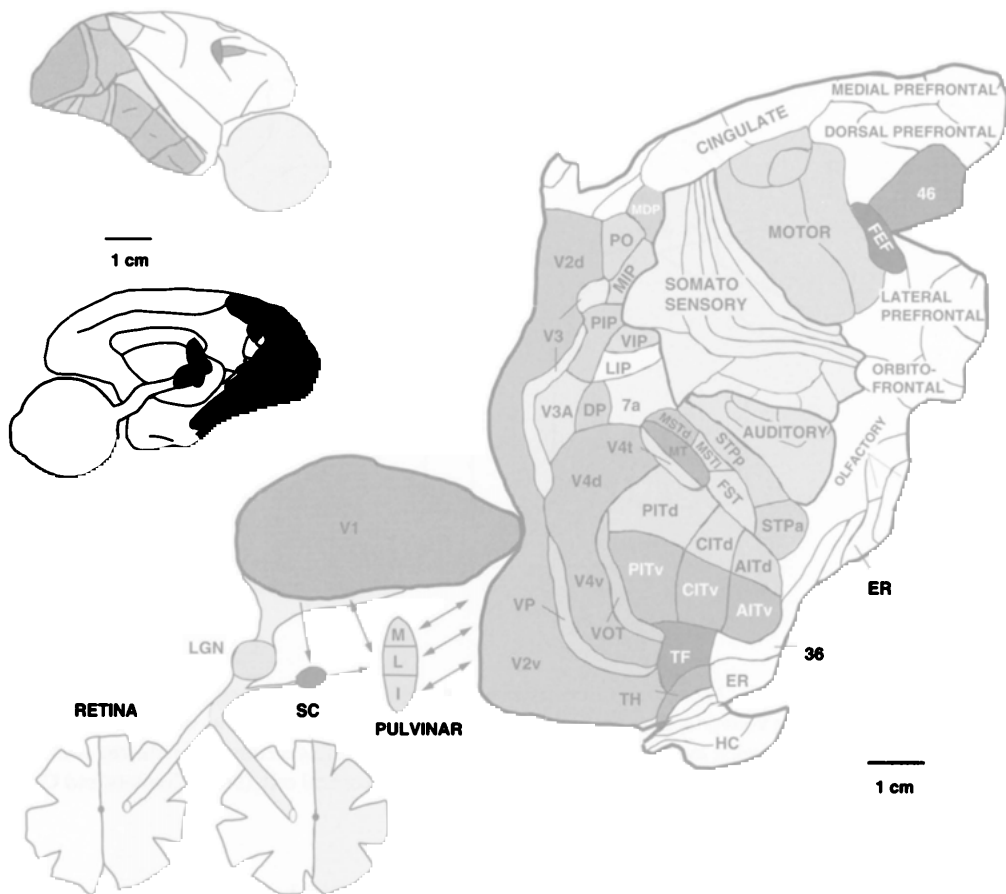 1 cm
MEDIAL PREFRONTAL
CINGULATE
DORSAL PREFRONTAL
46
MDP
FEF
PO
MOTOR
V2d
MIP
SOMATO
SENSORY
LATERAL
PREFRONTAL
V3
PIP
VIP
LIP
ORBITO-
FRONTAL
V3A
DP
7a
MSTd
MSTl
MT
STPp
AUDITORY
OLFACTORY
V4t
V4d
FST
PITd
STPa
CITd
AITd
V1
PITv
CITv
AITv
ER
V4v
VP
VOT
M
L
I
LGN
V2v
TF
36
ER
TH
RETINA
SC
PULVINAR
HC
1 cm